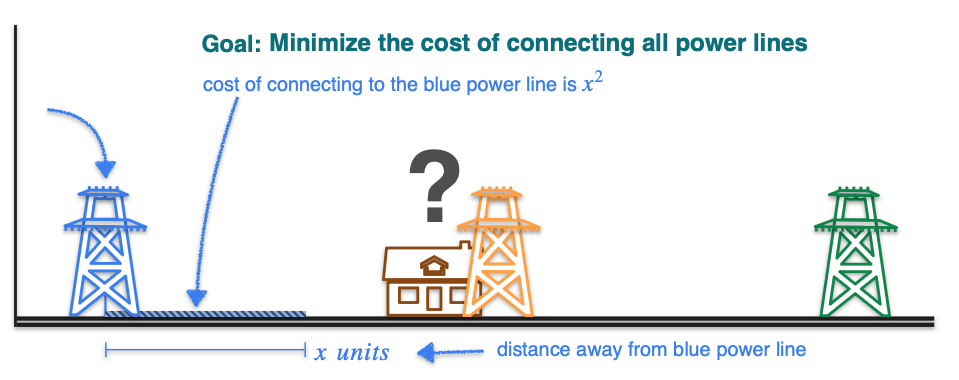 Goal: Minimize the cost of connecting all power lines
cost of connecting to the blue power line is x²
?
x units
distance away from blue power line